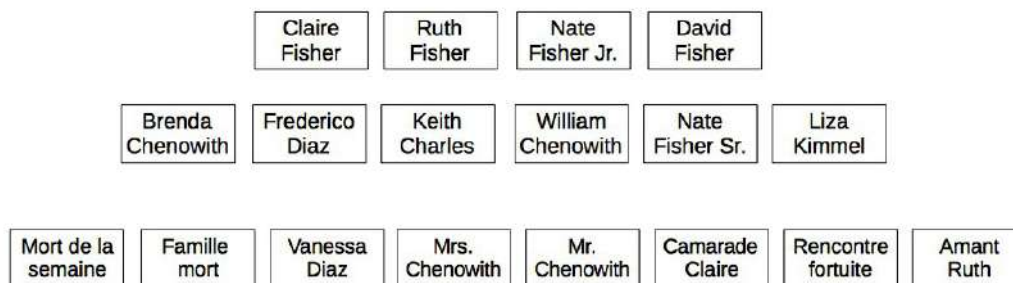 Claire
Fisher
Ruth
Fisher
Nate
Fisher Jr.
David
Fisher
Brenda
Chenowith
Frederico
Diaz
Keith
Charles
William
Chenowith
Nate
Fisher Sr.
Liza
Kimmel
Mort de la
semaine
Famille
mort
Vanessa
Diaz
Mrs.
Chenowith
Mr.
Chenowith
Camarade
Claire
Rencontre
fortuite
Amant
Ruth